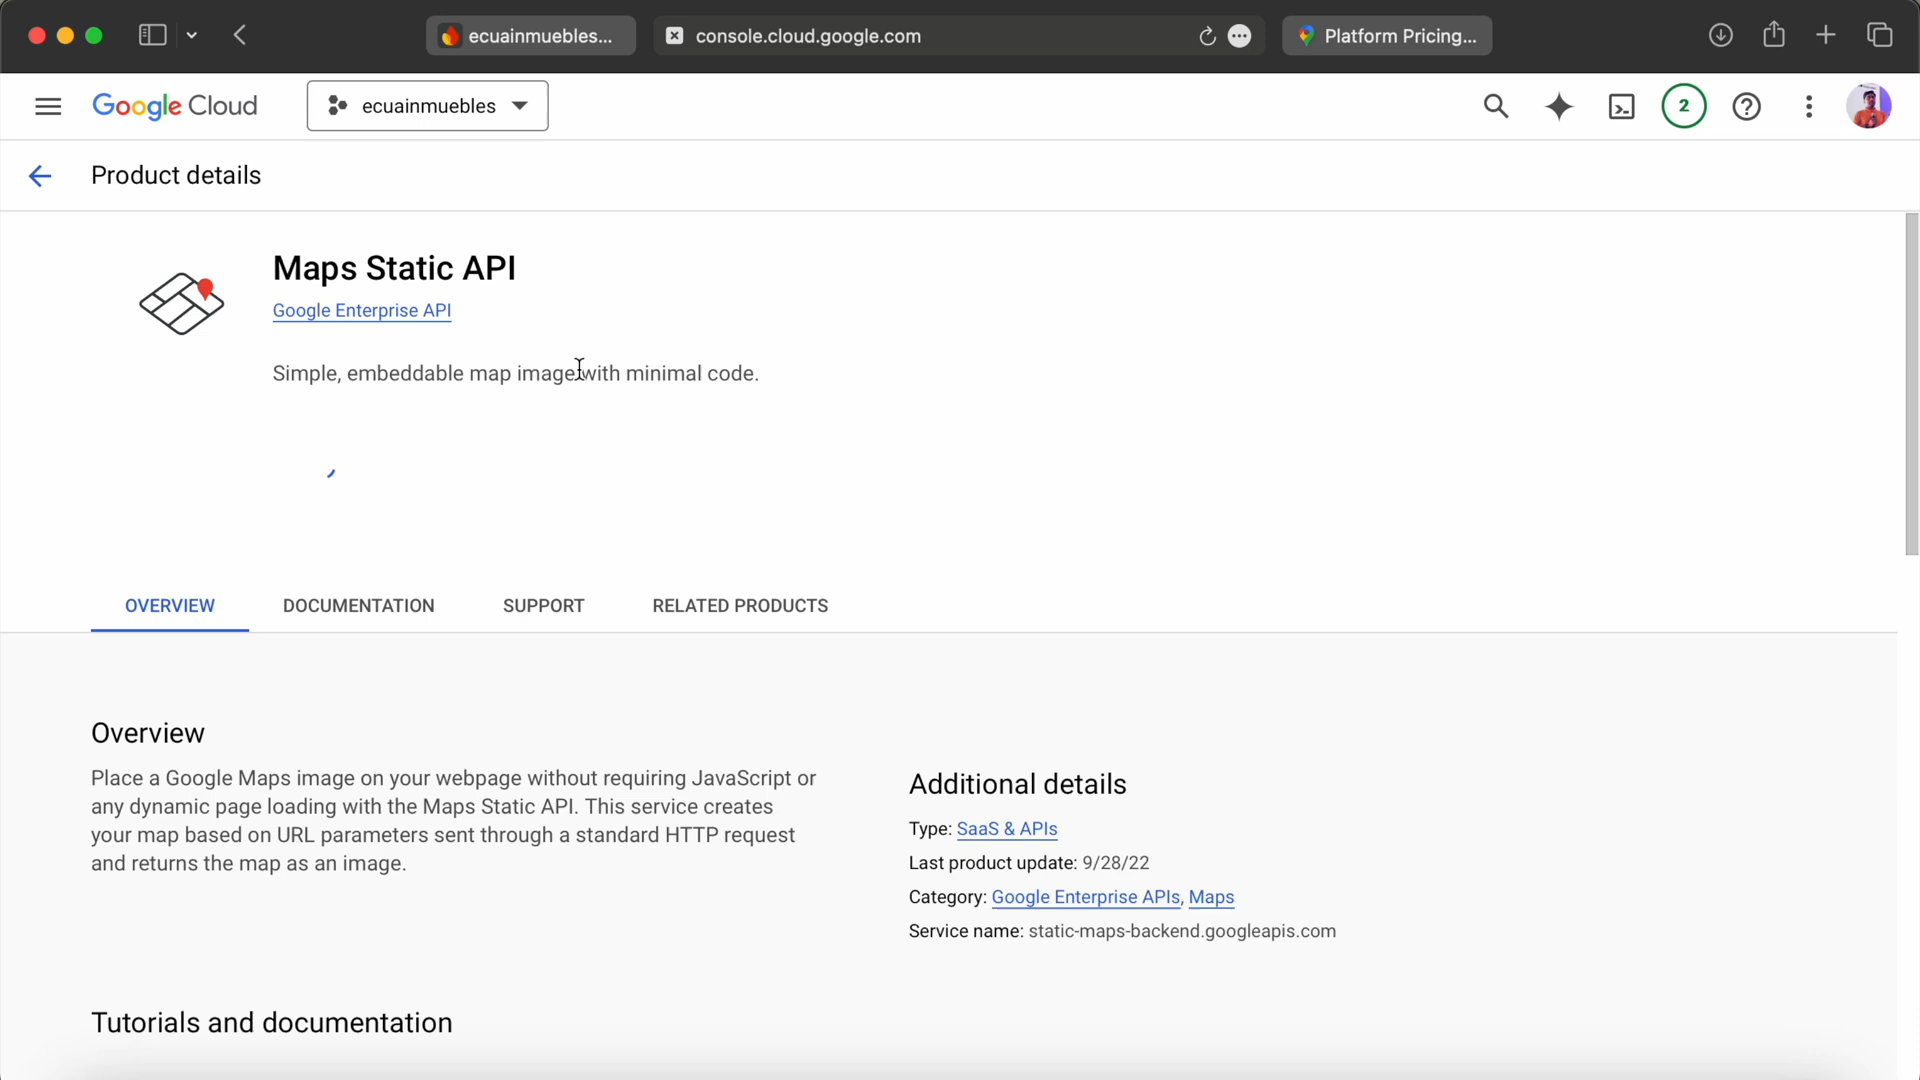 ecuainmuebles...
console.cloud.google.com
Platform Pricing...
Google Cloud
ecuainmuebles
2
Product details
Maps Static API
Google Enterprise API
Simple, embeddable map image with minimal code.
OVERVIEW
DOCUMENTATION
SUPPORT
RELATED PRODUCTS
Overview
Place a Google Maps image on your webpage without requiring JavaScript or
any dynamic page loading with the Maps Static API. This service creates
your map based on URL parameters sent through a standard HTTP request
and returns the map as an image.
Additional details
Type: SaaS & APIs
Last product update: 9/28/22
Category: Google Enterprise APIs, Maps
Service name: static-maps-backend.googleapis.com
Tutorials and documentation